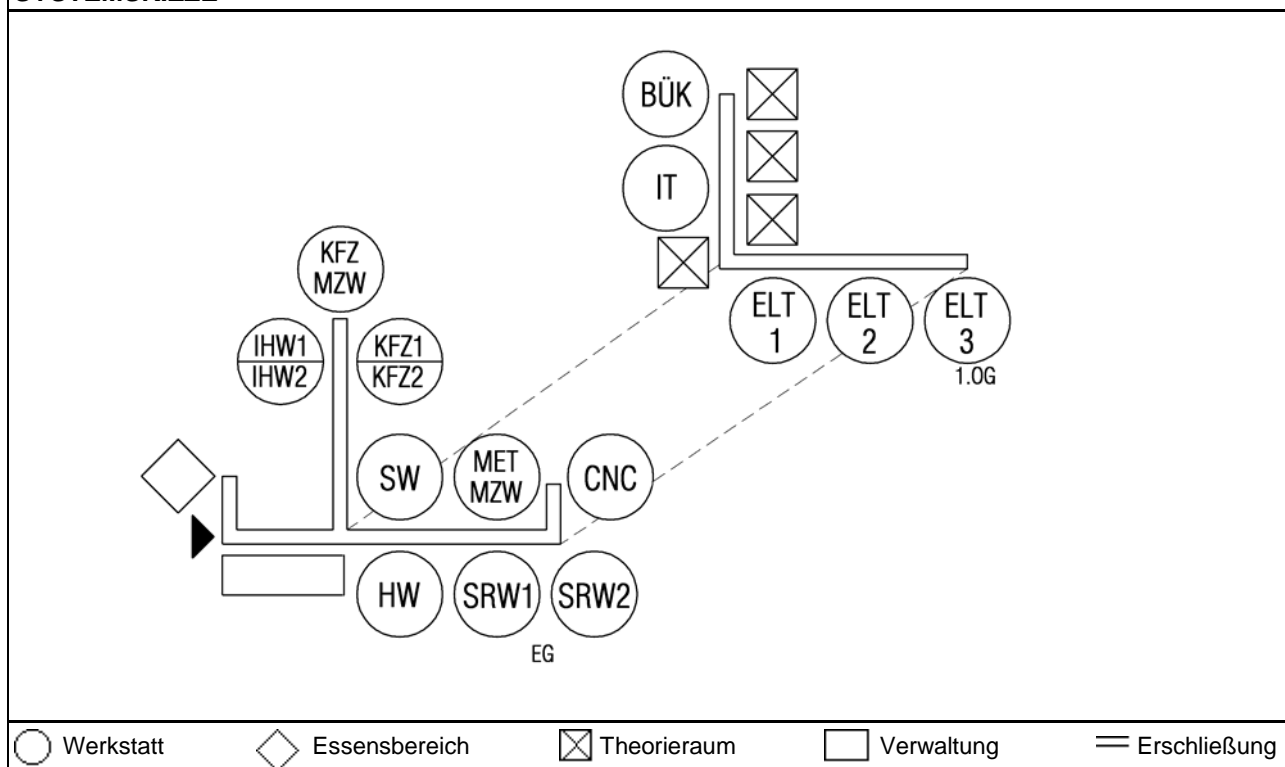 BÜK
IT
KFZ
MZW
IHW1
IHW2
KFZ1
KFZ2
ELT
1
ELT
2
ELT
3
1.OG
SW
MET
MZW
CNC
HW
SRW1
SRW2
EG
Werkstatt
Essensbereich
Theorieraum
Verwaltung
Erschließung